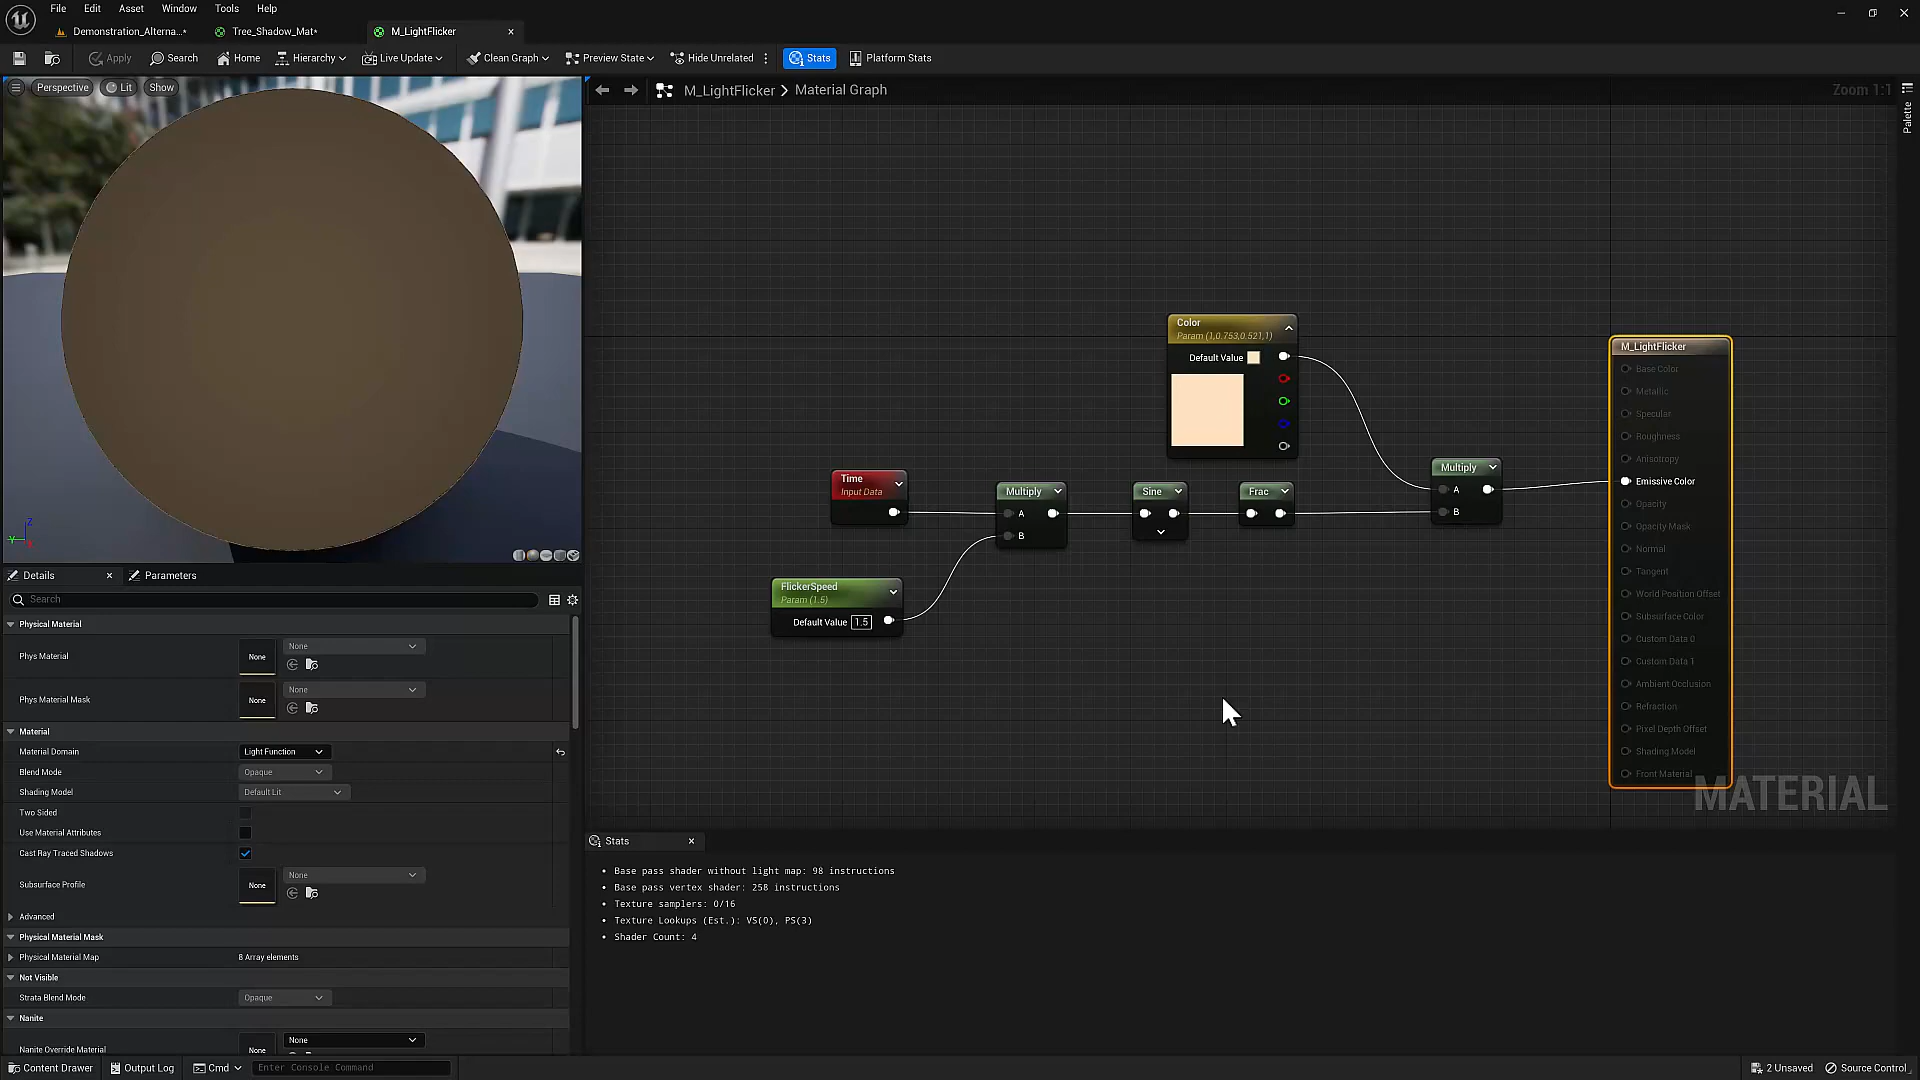 File Edit Asset Window Tools Help
Demonstration_Alterna...* Tree_Shadow_Mat* M_LightFlicker
Apply Search Home Hierarchy Live Update Clean Graph Preview State Hide Unrelated Stats Platform Stats
Perspective Lit Show
M_LightFlicker > Material Graph
Zoom 1:1
Palette
Color
Param (1,0.753,0.521,1)
Default Value
Time
Input Data
Multiply
A
B
Sine
Frac
FlickerSpeed
Param (1.5)
Default Value 1.5
Multiply
A
B
M_LightFlicker
Base Color
Metallic
Specular
Roughness
Anisotropy
Emissive Color
Opacity
Opacity Mask
Normal
Tangent
World Position Offset
Subsurface Color
Custom Data 0
Custom Data 1
Ambient Occlusion
Refraction
Pixel Depth Offset
Shading Model
Front Material
MATERIAL
Z
Y
Details Parameters
Search
Physical Material
Phys Material None None
Phys Material Mask None None
Material
Material Domain Light Function
Blend Mode Opaque
Shading Model Default Lit
Two Sided
Use Material Attributes
Cast Ray Traced Shadows
Subsurface Profile None None
Advanced
Physical Material Mask
Physical Material Map 8 Array elements
Not Visible
Strata Blend Mode Opaque
Nanite
Nanite Override Material None None
Stats
• Base pass shader without light map: 98 instructions
• Base pass vertex shader: 258 instructions
• Texture samplers: 0/16
• Texture Lookups (Est.): VS(0), PS(3)
• Shader Count: 4
Content Drawer Output Log Cmd Enter Console Command 2 Unsaved Source Control